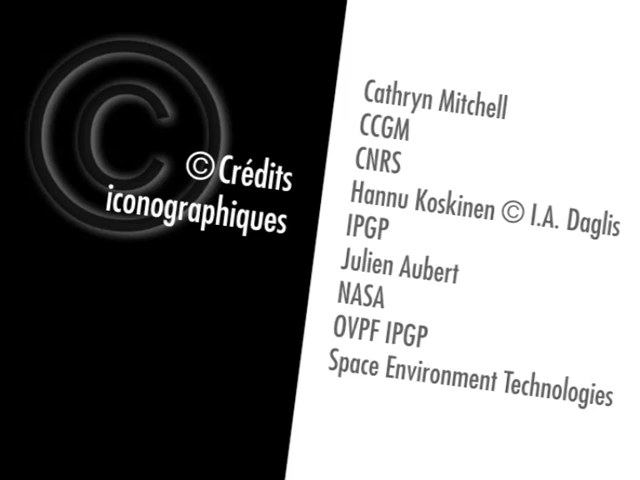 © Crédits
iconographiques
Cathryn Mitchell
CCGM
CNRS
Hannu Koskinen © I.A. Daglis
IPGP
Julien Aubert
NASA
OVPF IPGP
Space Environment Technologies